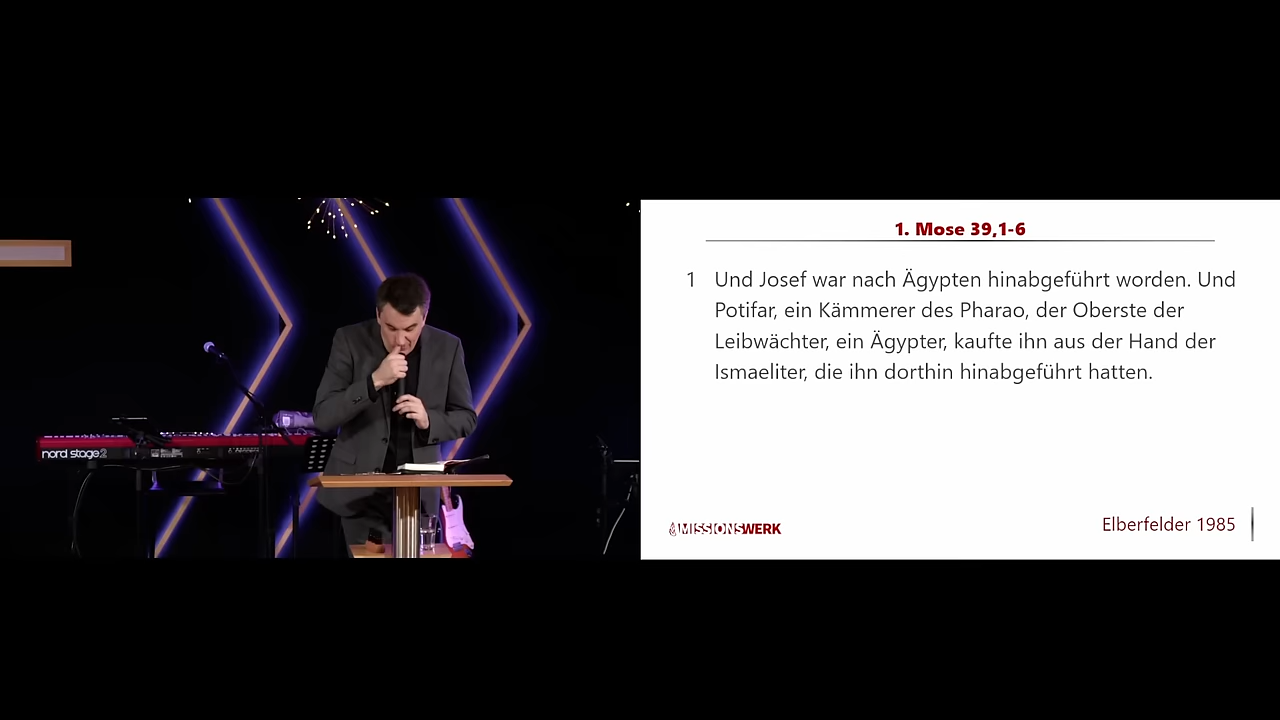 nord stage 2
1. Mose 39,1-6
1 Und Josef war nach Ägypten hinabgeführt worden. Und
Potifar, ein Kämmerer des Pharao, der Oberste der
Leibwächter, ein Ägypter, kaufte ihn aus der Hand der
Ismaeliter, die ihn dorthin hinabgeführt hatten.
MISSIONSWERK
Elberfelder 1985